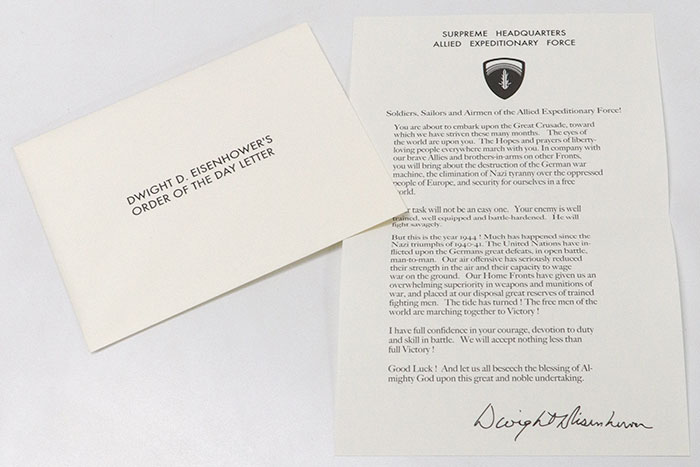 DWIGHT D. EISENHOWER'S
ORDER OF THE DAY LETTER
SURPREME HEADQUARTERS
ALLIED EXPEDITIONARY FORCE
Soldiers, Sailors and Airmen of the Allied Expeditionary Force!
You are about to embark upon the Great Crusade, toward
which we have striven these many months. The eyes of
the world are upon you. The Hopes and prayers of liberty-
loving people everywhere march with you. In company with
our brave Allies and brothers-in-arms on other Fronts,
you will bring about the destruction of the German war
machine, the elimination of Nazi tyranny over the oppressed
people of Europe, and security for ourselves in a free
world.
task will not be an easy one. Your enemy is well
trained, well equipped and battle-hardened. He will
fight savagely.
But this is the year 1944 ! Much has happened since the
Nazi triumphs of 1940-41. The United Nations have in-
flicted upon the Germans great defeats, in open battle,
man-to-man. Our air offensive has seriously reduced
their strength in the air and their capacity to wage
war on the ground. Our Home Fronts have given us an
overwhelming superiority in weapons and munitions of
war, and placed at our disposal great reserves of trained
fighting men. The tide has turned ! The free men of the
world are marching together to Victory !
I have full confidence in your courage, devotion to duty
and skill in battle. We will accept nothing less than
full Victory !
Good Luck ! And let us all beseech the blessing of Al-
mighty God upon this great and noble undertaking.
Dwight D Eisenhower